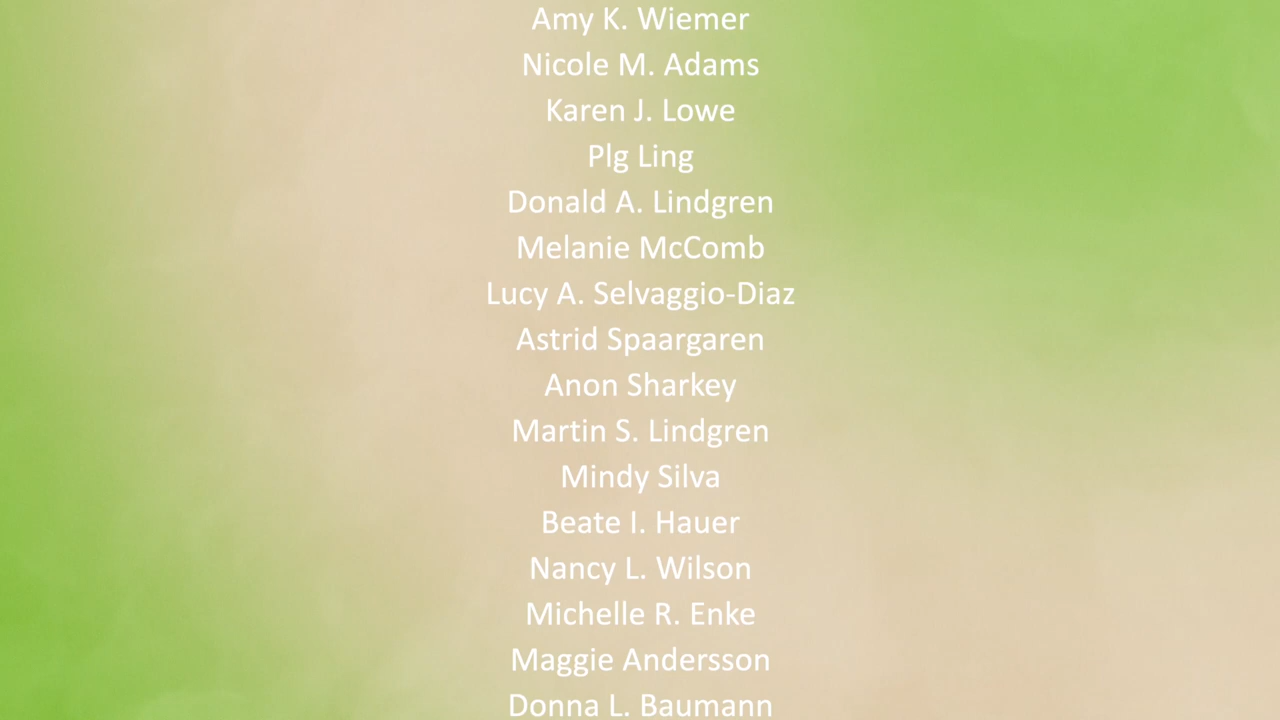 Amy K. Wiemer
Nicole M. Adams
Karen J. Lowe
Plg Ling
Donald A. Lindgren
Melanie McComb
Lucy A. Selvaggio-Diaz
Astrid Spaargaren
Anon Sharkey
Martin S. Lindgren
Mindy Silva
Beate I. Hauer
Nancy L. Wilson
Michelle R. Enke
Maggie Andersson
Donna L. Baumann